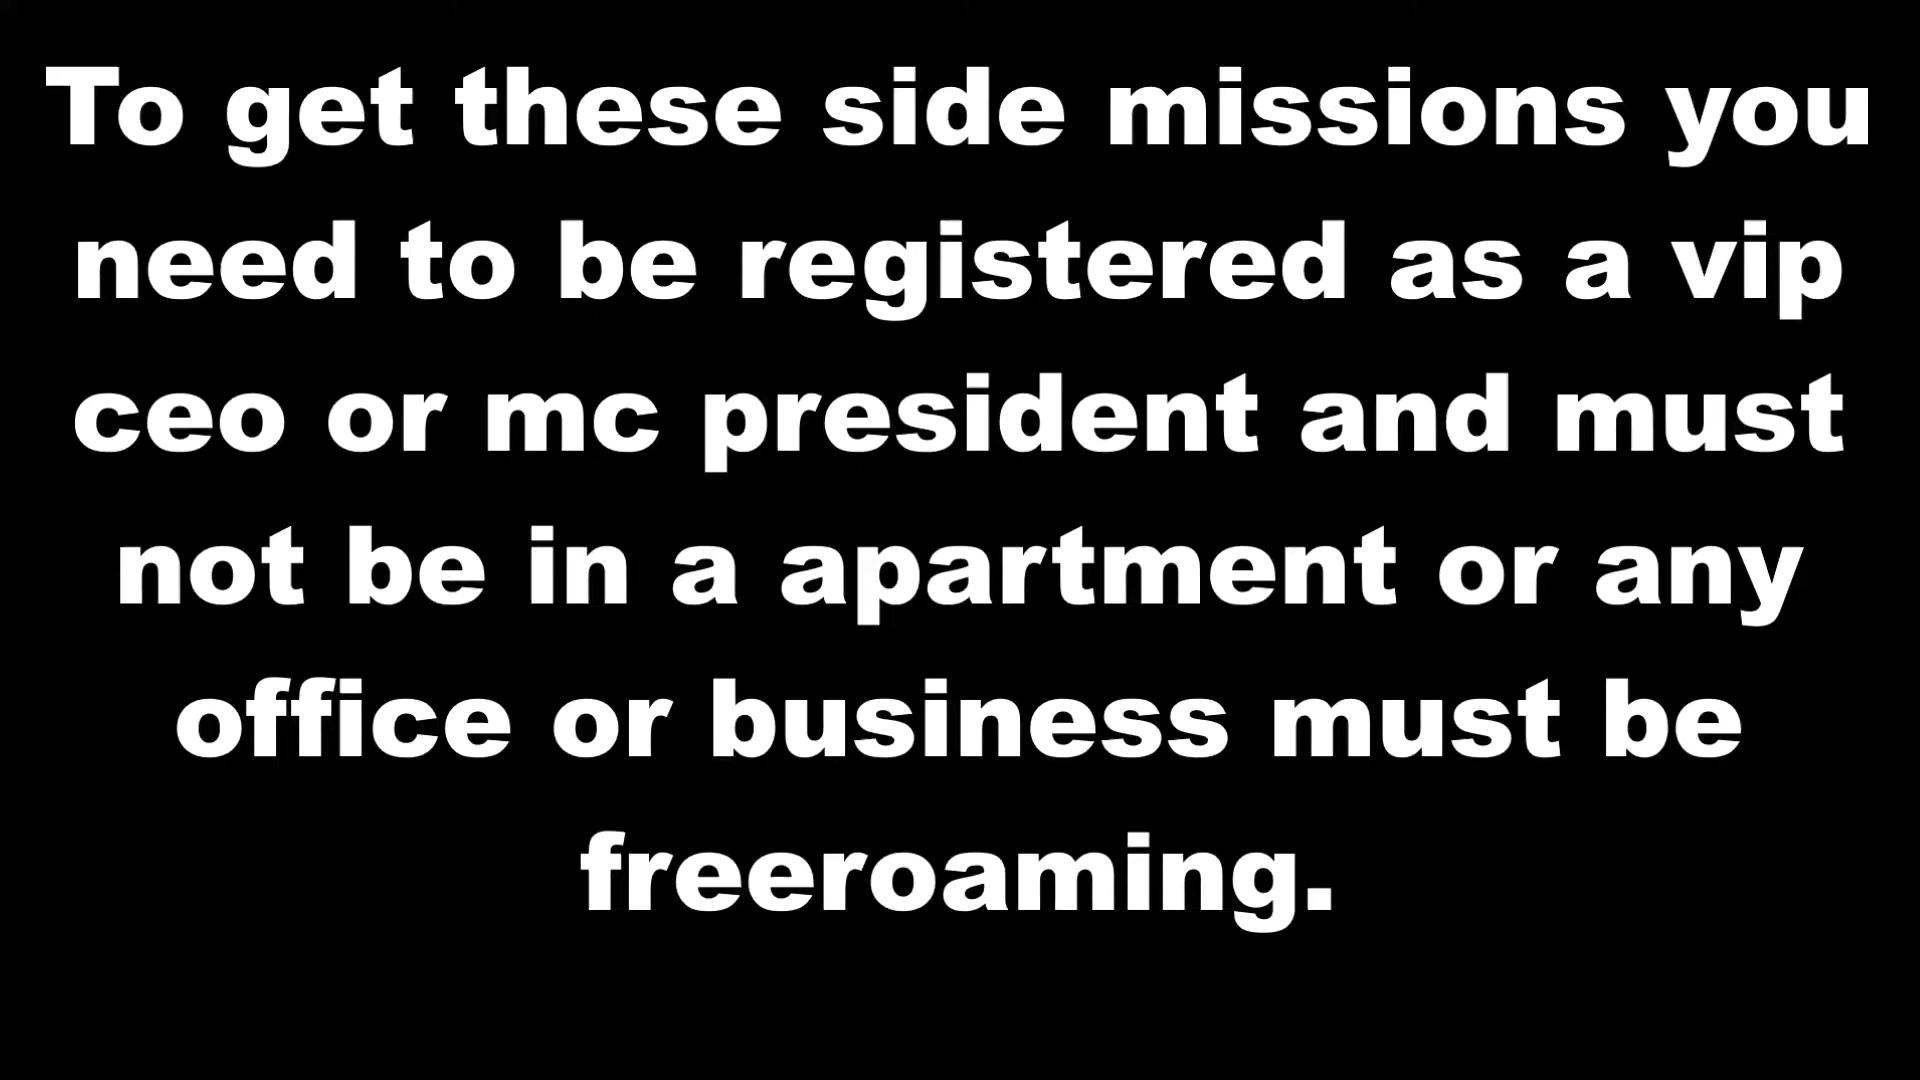 To get these side missions you
need to be registered as a vip
ceo or mc president and must
not be in a apartment or any
office or business must be
freeroaming.